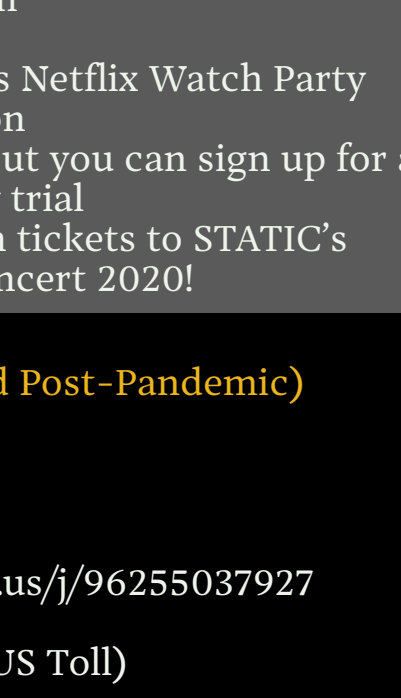 s Netflix Watch Party
on
ut you can sign up for a
trial
n tickets to STATIC's
ncert 2020!
d Post-Pandemic)
.us/j/96255037927
US Toll)